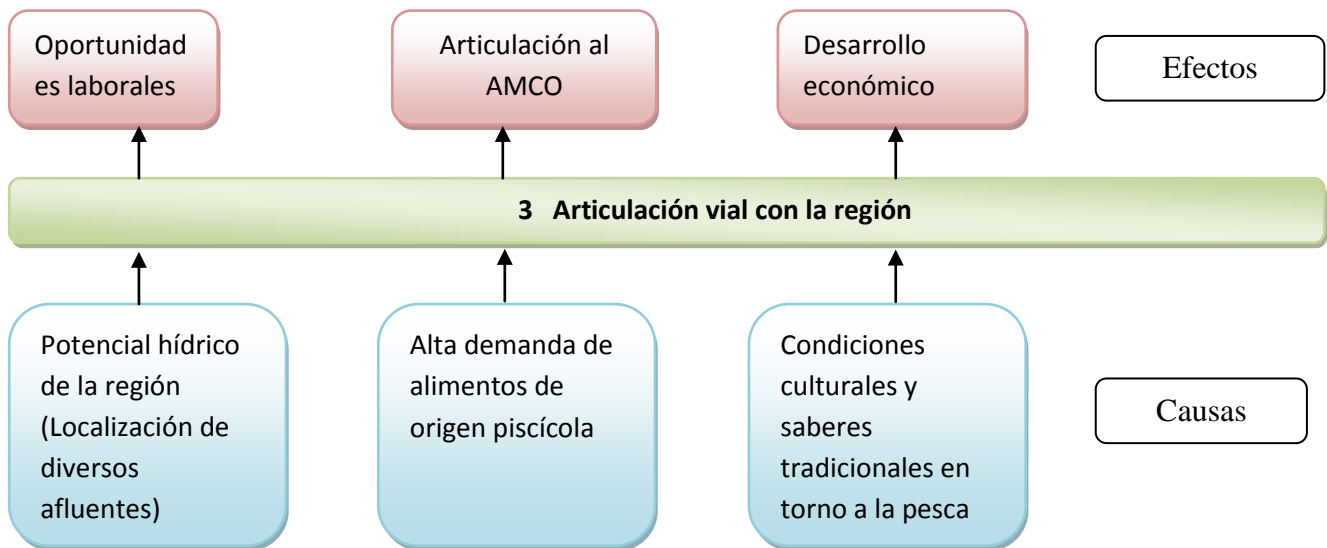 Oportunidad
es laborales
Articulación al
AMCO
Desarrollo
económico
Efectos
3 Articulación vial con la región
Potencial hídrico
de la región
(Localización de
diversos
afluentes)
Alta demanda de
alimentos de
origen piscícola
Condiciones
culturales y
saberes
tradicionales en
torno a la pesca
Causas